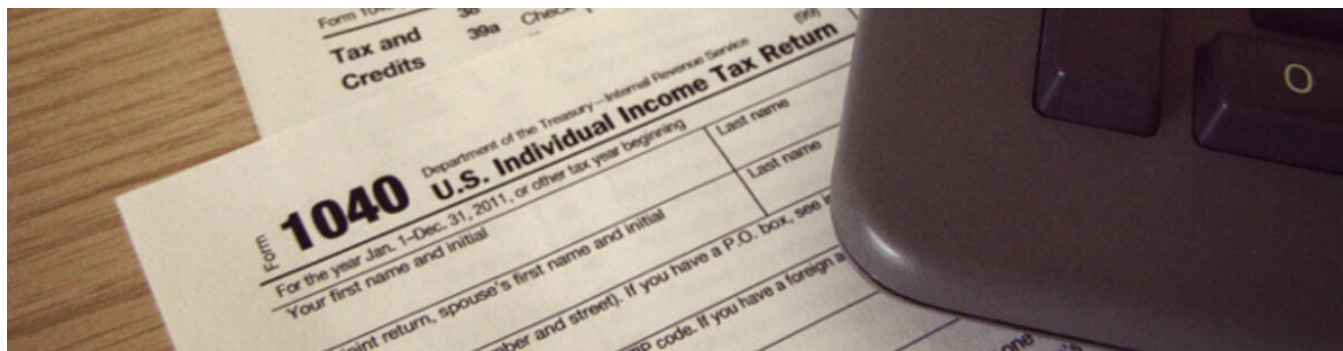 Form 1040
38
39a Check
Tax and
Credits
Form 1040
Department of the Treasury—Internal Revenue Service
(99)
U.S. Individual Income Tax Return
For the year Jan. 1–Dec. 31, 2011, or other tax year beginning
Your first name and initial
Last name
joint return, spouse's first name and initial
Last name
and street). If you have a P.O. box, see
code. If you have a foreign
O